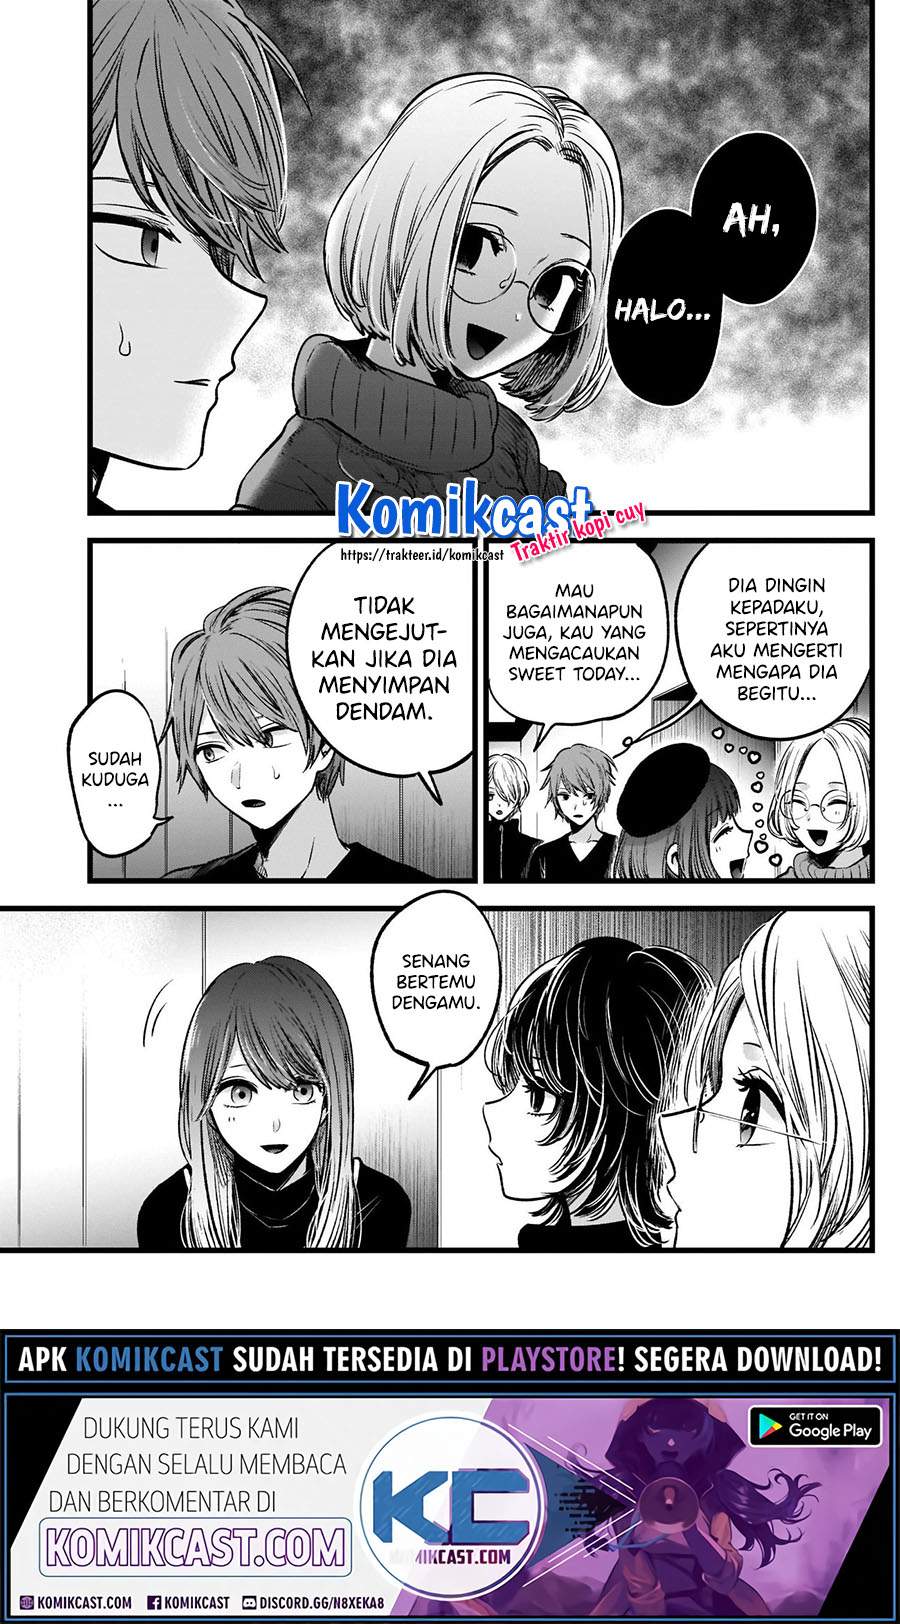 AH,
HALO...
Komikcast
Traktir kopi cuy
https://trakteer.id/komikcast
DIA DINGIN
KEPADAKU,
SEPERTINYA
AKU MENGERTI
MENGAPA DIA
BEGITU...
MAU
BAGAIMANAPUN
JUGA, KAU YANG
MENGACAUKAN
SWEET TODAY...
TIDAK
MENGEJUT-
KAN JIKA DIA
MENYIMPAN
DENDAM.
SUDAH
KUDUGA
...
SENANG
BERTEMU
DENGAMU.
APK KOMIKCAST SUDAH TERSEDIA DI PLAYSTORE! SEGERA DOWNLOAD!
DUKUNG TERUS KAMI
DENGAN SELALU MEMBACA
DAN BERKOMENTAR DI
KOMIKCAST.COM
KOMIKCAST.COM
KOMIKCAST
DISCORD.GG/N8XEKA8
KC
KOMIKCAST.COM
GET IT ON
Google Play